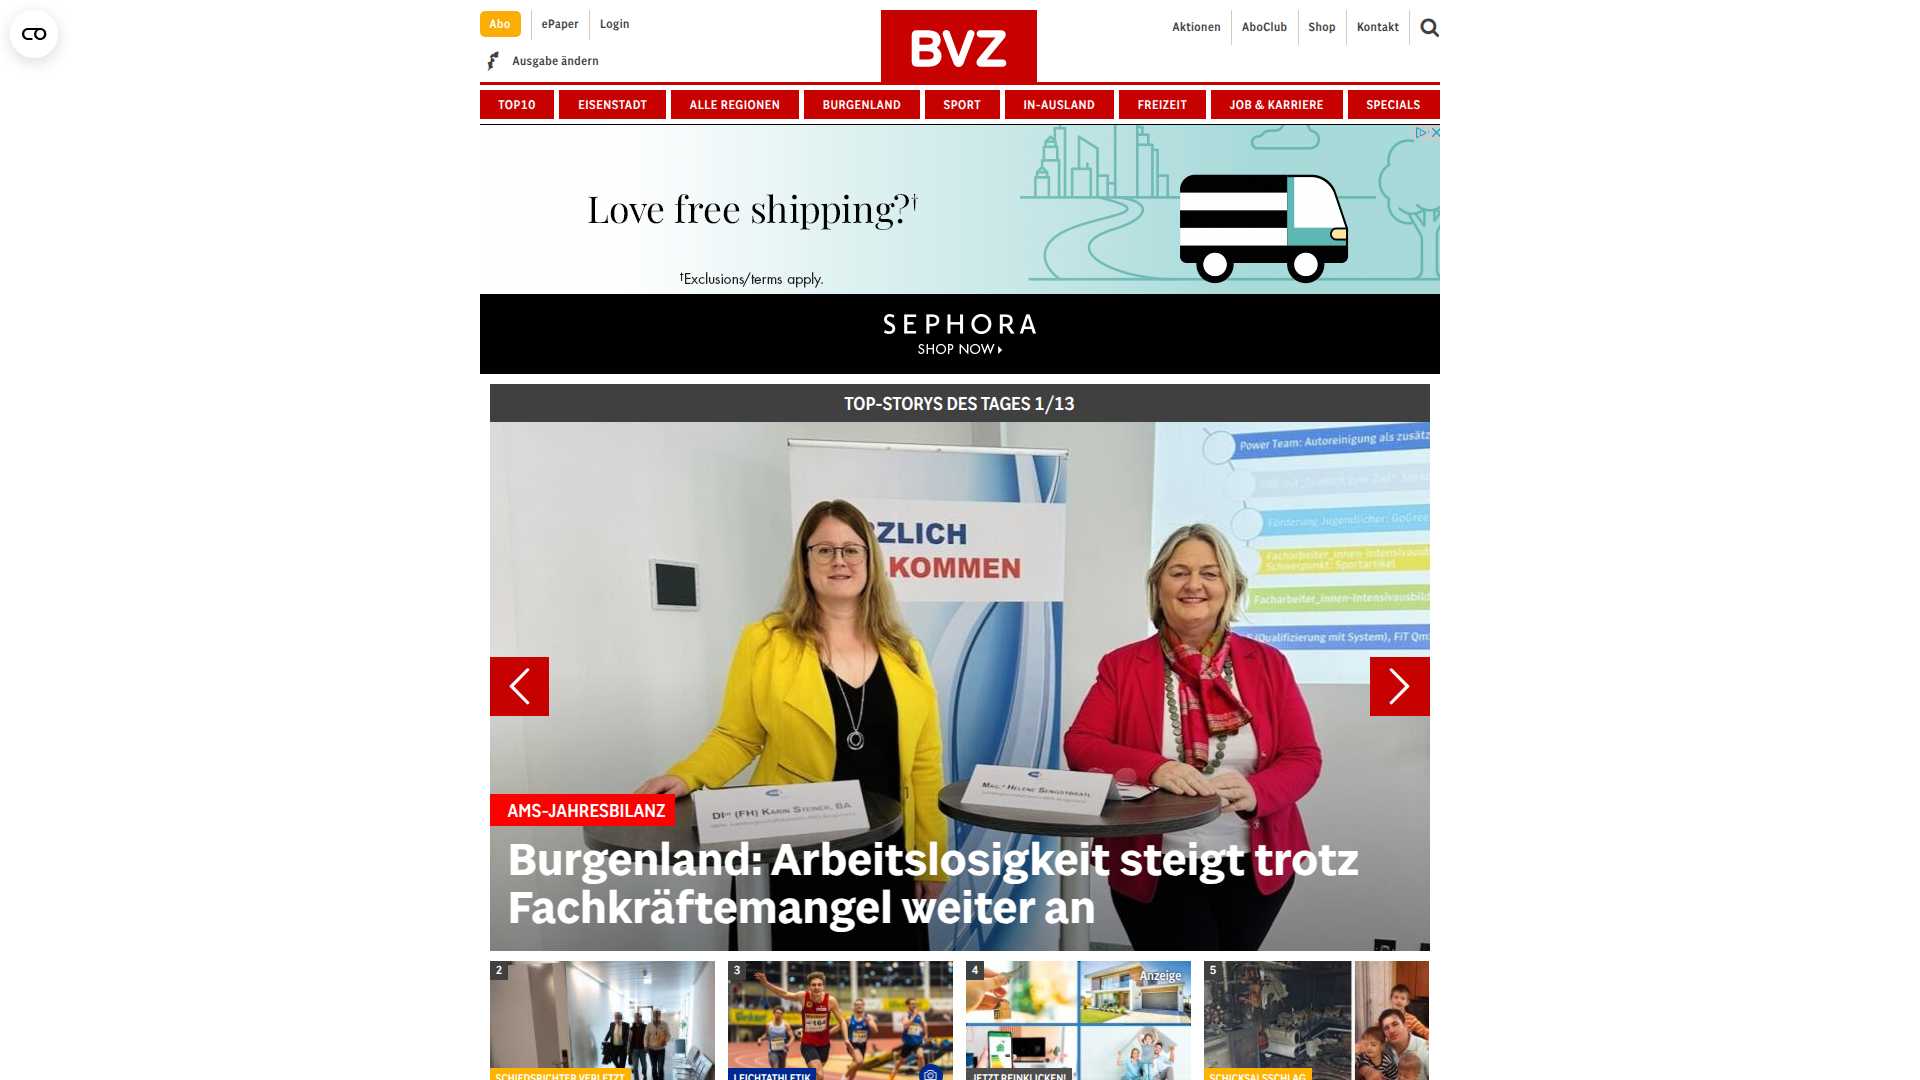 Abo
ePaper
Login
Ausgabe ändern
BVZ
Aktionen
AboClub
Shop
Kontakt
TOP10
EISENSTADT
ALLE REGIONEN
BURGENLAND
SPORT
IN-AUSLAND
FREIZEIT
JOB & KARRIERE
SPECIALS
Love free shipping?†
†Exclusions/terms apply.
SEPHORA
SHOP NOW
TOP-STORYS DES TAGES 1/13
Power Team: Autoreinigung als zusätz
Förderung Jugendlicher: GoGree
Facharbeiter_innen-Intensivausb
Schwerpunkt: Sportartikel
Facharbeiter_innen-Intensivausbild
(Qualifizierung mit System), FiT Qm
ZLICH
KOMMEN
DIin (FH) KARIN STEINER, BA
MAG.a HELENE SENGSTBRATL
AMS-JAHRESBILANZ
Burgenland: Arbeitslosigkeit steigt trotz
Fachkräftemangel weiter an
2
3
4
5
Anzeige
164
SCHIEDSRICHTER VERLETZT
LEICHTATHLETIK
JETZT REINKLICKEN!
SCHICKSALSSCHLAG